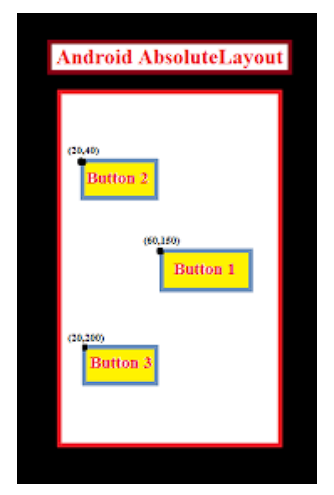 Android AbsoluteLayout
(20,40)
Button 2
(60,150)
Button 1
(20,200)
Button 3